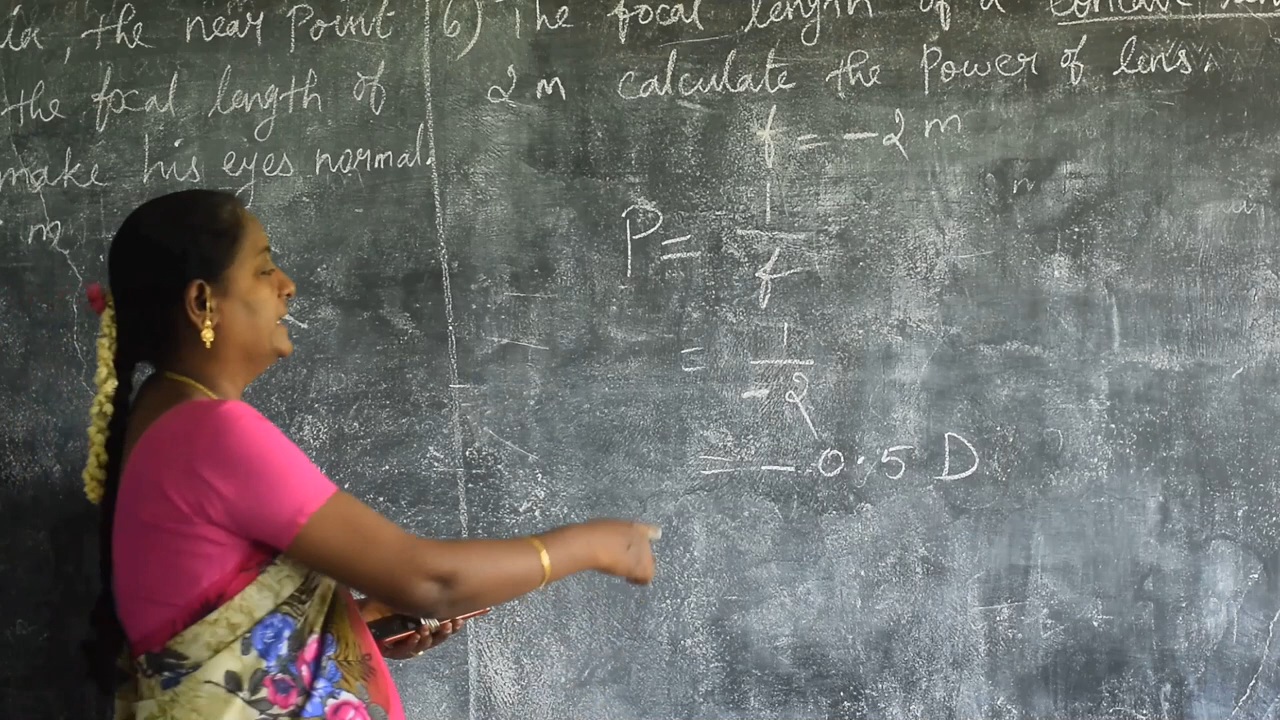 the near Point
the focal length of
make his eyes normal.
m
6) The focal length of a concave
2 m calculate the Power of lens.
f = - 2 m
P = 1/f
= 1/-2
= - 0.5 D